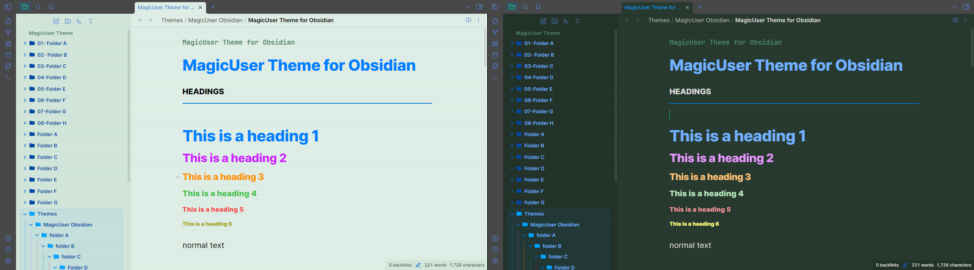 MagicUser Theme for ...
Themes / MagicUser Obsidian / MagicUser Theme for Obsidian
MagicUser Theme
01- Folder A
02- Folder B
03-Folder C
04-Folder D
05-Folder E
06-Folder F
07-Folder G
08-Folder H
Folder A
Folder B
Folder C
Folder D
Folder E
Folder F
Folder G
Themes
MagicUser Obsidian
folder A
folder B
folder C
Folder D
MagicUser Theme for Obsidian
MagicUser Theme for Obsidian
HEADINGS
This is a heading 1
This is a heading 2
This is a heading 3
This is a heading 4
This is a heading 5
This is a heading 6
normal text
0 backlinks 221 words 1,726 characters
MagicUser Theme for ...
Themes / MagicUser Obsidian / MagicUser Theme for Obsidian
MagicUser Theme
01- Folder A
02- Folder B
03-Folder C
04-Folder D
05-Folder E
06-Folder F
07-Folder G
08-Folder H
Folder A
Folder B
Folder C
Folder D
Folder E
Folder F
Folder G
Themes
MagicUser Obsidian
folder A
folder B
folder C
Folder D
MagicUser Theme for Obsidian
MagicUser Theme for Obsidian
HEADINGS
This is a heading 1
This is a heading 2
This is a heading 3
This is a heading 4
This is a heading 5
This is a heading 6
normal text
0 backlinks 221 words 1,726 characters